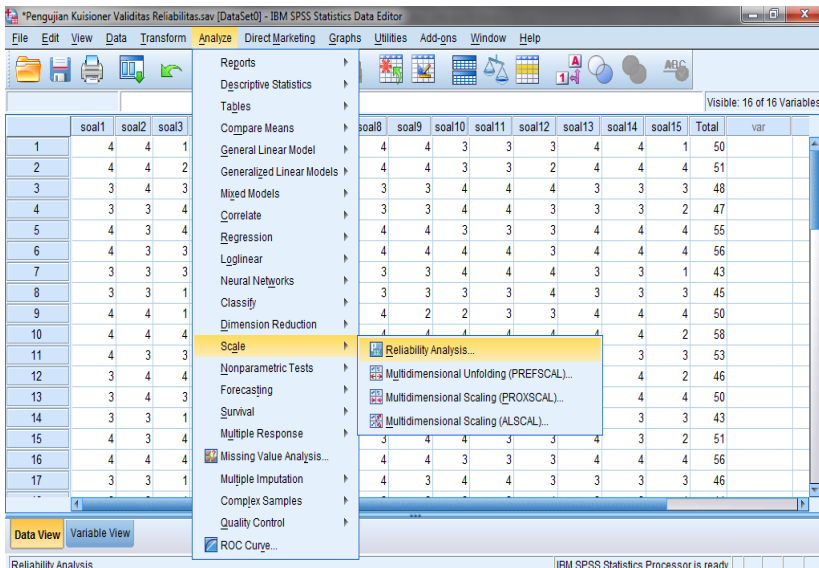 *Pengujian Kuisioner Validitas Reliabilitas.sav [DataSet0] - IBM SPSS Statistics Data Editor
File Edit View Data Transform Analyze Direct Marketing Graphs Utilities Add-ons Window Help
Visible: 16 of 16 Variables
soal1 soal2 soal3 soal8 soal9 soal10 soal11 soal12 soal13 soal14 soal15 Total var
1 4 4 1 4 4 3 3 3 4 4 1 50
2 4 4 2 4 4 3 3 2 4 4 4 51
3 3 4 3 3 3 4 4 4 3 3 3 48
4 3 3 4 3 3 4 4 3 3 3 2 47
5 4 3 4 4 4 3 3 3 4 4 4 55
6 4 3 3 4 4 4 4 3 4 4 4 56
7 3 3 3 3 3 4 4 4 3 3 1 43
8 3 3 1 3 3 3 3 4 3 3 3 45
9 4 4 1 4 2 2 3 3 4 4 4 50
10 4 4 4 4 2 58
11 4 3 3 3 3 53
12 3 4 4 4 2 46
13 3 4 3 4 4 50
14 3 3 1 3 3 43
15 4 3 4 3 4 4 3 3 4 3 2 51
16 4 4 4 4 4 3 3 3 4 4 4 56
17 3 3 1 4 3 4 4 3 3 3 3 46
Reports
Descriptive Statistics
Tables
Compare Means
General Linear Model
Generalized Linear Models
Mixed Models
Correlate
Regression
Loglinear
Neural Networks
Classify
Dimension Reduction
Scale
Nonparametric Tests
Forecasting
Survival
Multiple Response
Missing Value Analysis...
Multiple Imputation
Complex Samples
Quality Control
ROC Curve...
Reliability Analysis...
Multidimensional Unfolding (PREFSCAL)...
Multidimensional Scaling (PROXSCAL)...
Multidimensional Scaling (ALSCAL)...
Data View Variable View
Reliability Analysis IBM SPSS Statistics Processor is ready